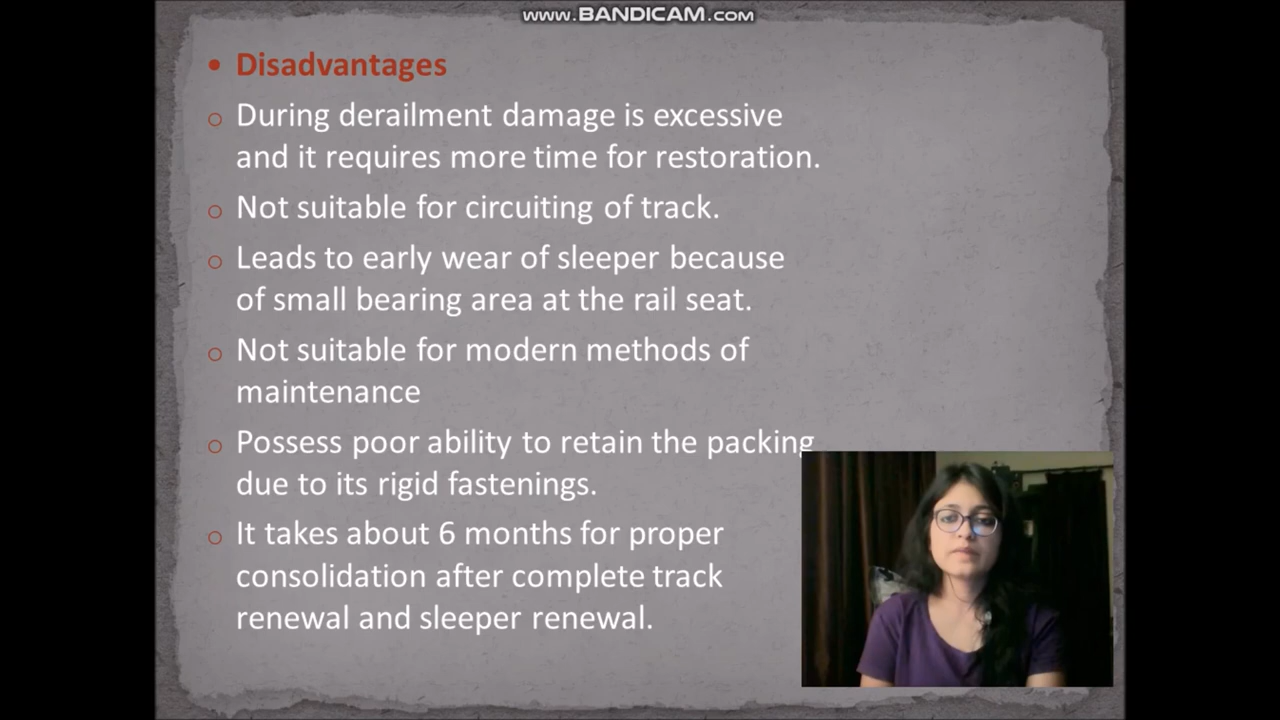 www.BANDICAM.com
Disadvantages
During derailment damage is excessive
and it requires more time for restoration.
Not suitable for circuiting of track.
Leads to early wear of sleeper because
of small bearing area at the rail seat.
Not suitable for modern methods of
maintenance
Possess poor ability to retain the packing
due to its rigid fastenings.
It takes about 6 months for proper
consolidation after complete track
renewal and sleeper renewal.